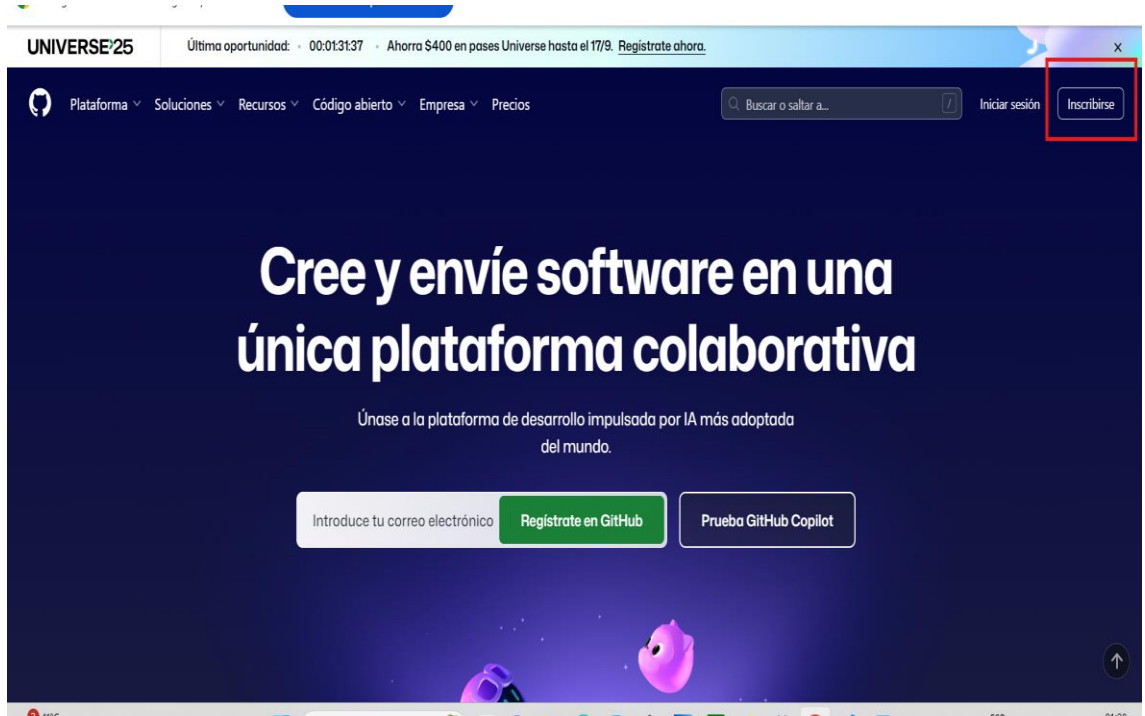 UNIVERSE'25 Última oportunidad: · 00:01:31:37 · Ahorra $400 en pases Universe hasta el 17/9. Regístrate ahora. X
Plataforma Soluciones Recursos Código abierto Empresa Precios Buscar o saltar a... / Iniciar sesión Inscribirse
Cree y envíe software en una
única plataforma colaborativa
Únase a la plataforma de desarrollo impulsada por IA más adoptada
del mundo.
Introduce tu correo electrónico Regístrate en GitHub Prueba GitHub Copilot